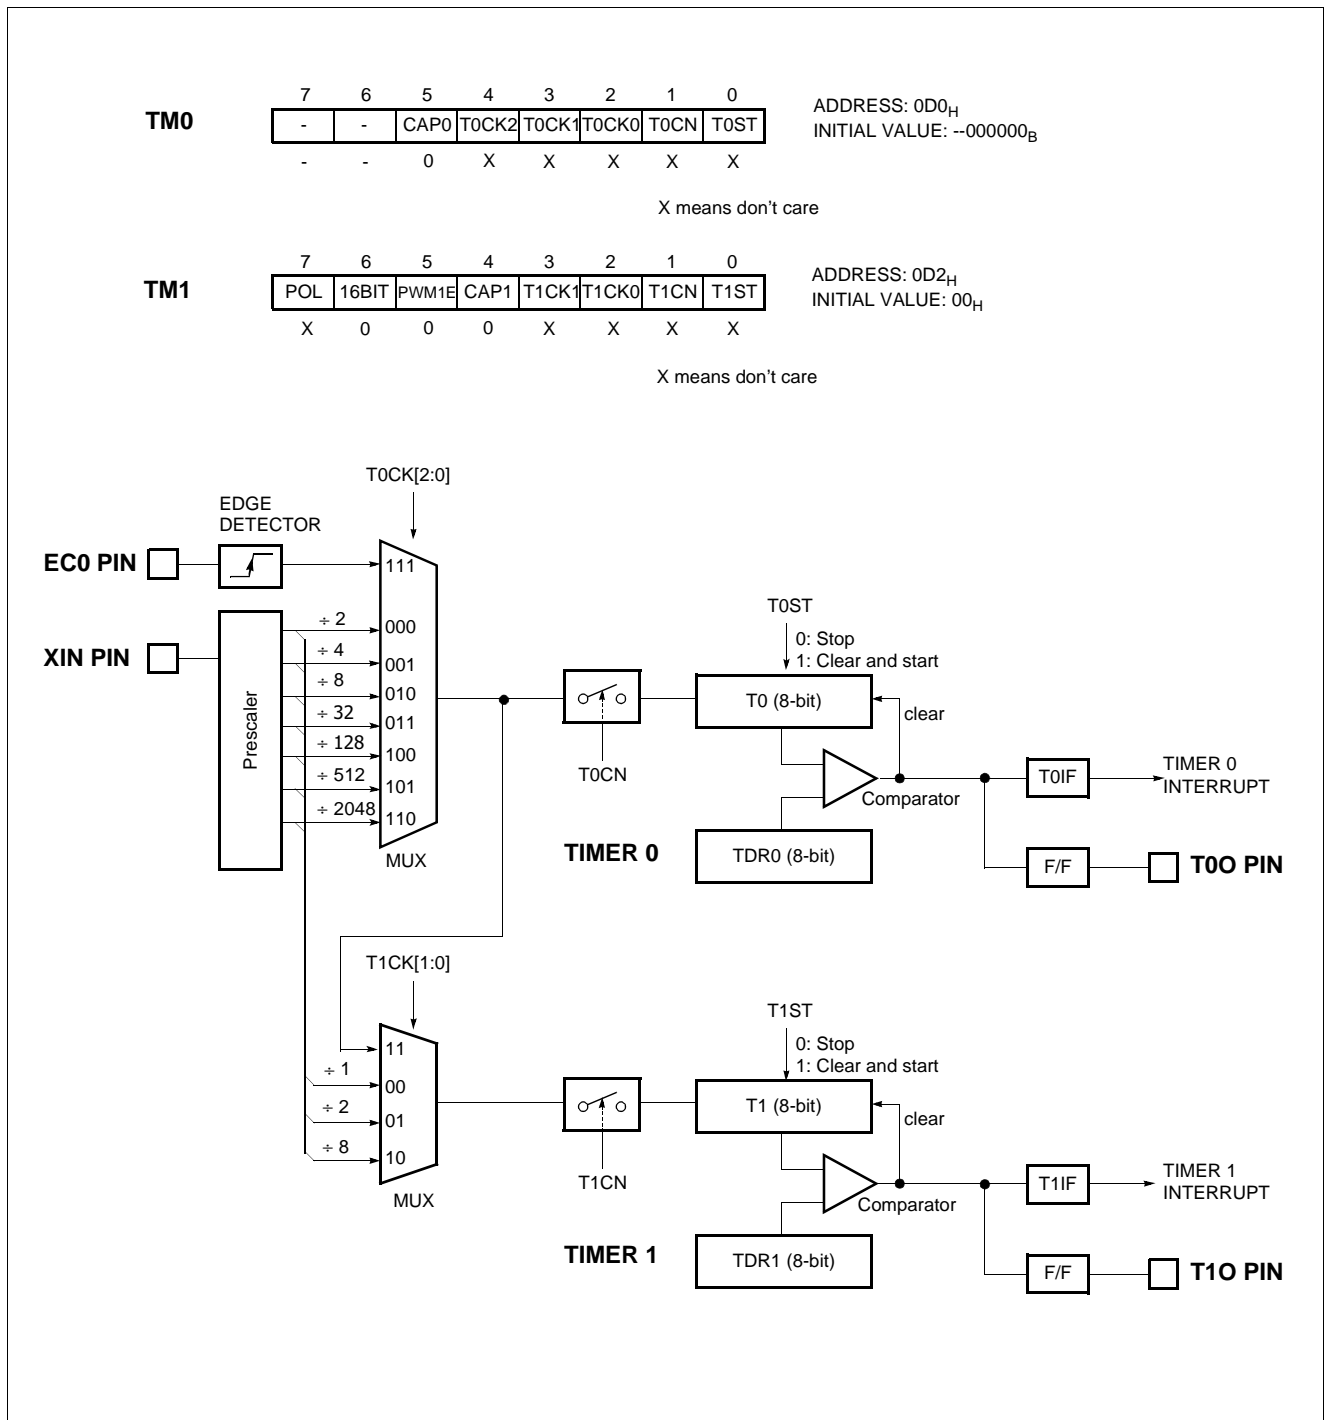 7 6 5 4 3 2 1 0
TM0 - - CAP0 T0CK2 T0CK1 T0CK0 T0CN T0ST
- - 0 X X X X X
ADDRESS: 0D0H
INITIAL VALUE: --000000B
X means don't care
7 6 5 4 3 2 1 0
TM1 POL 16BIT PWM1E CAP1 T1CK1 T1CK0 T1CN T1ST
X 0 0 0 X X X X
ADDRESS: 0D2H
INITIAL VALUE: 00H
X means don't care
T0CK[2:0]
EDGE
DETECTOR
EC0 PIN
111
XIN PIN
Prescaler
÷ 2 000
÷ 4 001
÷ 8 010
÷ 32 011
÷ 128 100
÷ 512 101
÷ 2048 110
MUX
T0CN
T0ST
0: Stop
1: Clear and start
T0 (8-bit)
clear
Comparator
TIMER 0
TDR0 (8-bit)
T0IF
TIMER 0
INTERRUPT
F/F
T0O PIN
T1CK[1:0]
11
÷ 1 00
÷ 2 01
÷ 8 10
MUX
T1CN
T1ST
0: Stop
1: Clear and start
T1 (8-bit)
clear
Comparator
TIMER 1
TDR1 (8-bit)
T1IF
TIMER 1
INTERRUPT
F/F
T1O PIN